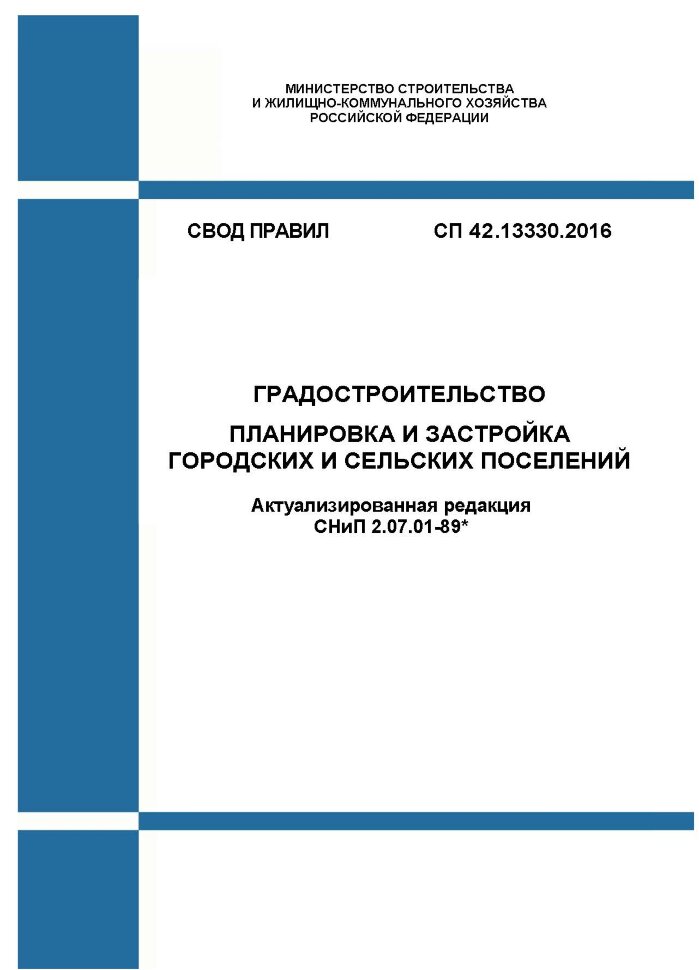 МИНИСТЕРСТВО СТРОИТЕЛЬСТВА
И ЖИЛИЩНО-КОММУНАЛЬНОГО ХОЗЯЙСТВА
РОССИЙСКОЙ ФЕДЕРАЦИИ
СВОД ПРАВИЛ СП 42.13330.2016
ГРАДОСТРОИТЕЛЬСТВО
ПЛАНИРОВКА И ЗАСТРОЙКА
ГОРОДСКИХ И СЕЛЬСКИХ ПОСЕЛЕНИЙ
Актуализированная редакция
СНиП 2.07.01-89*